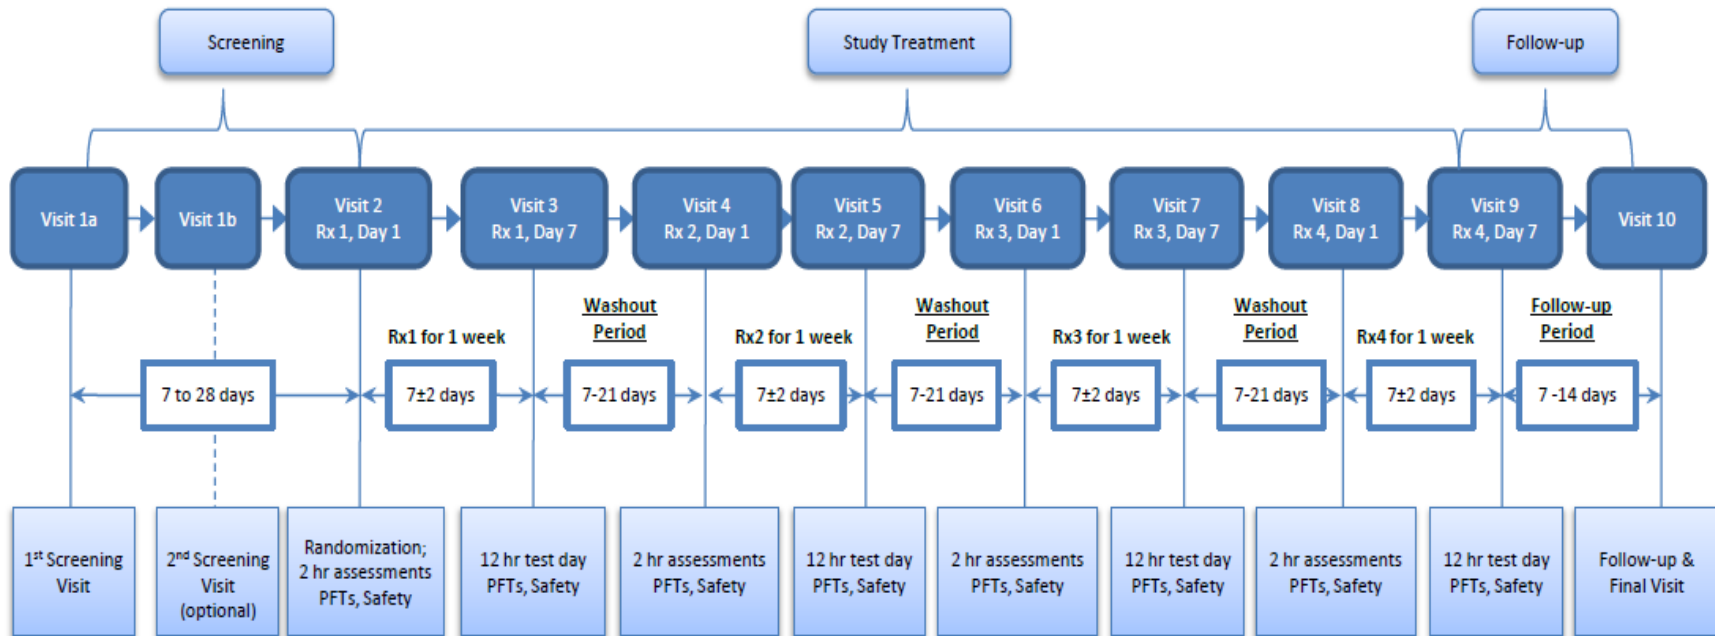 Screening
Study Treatment
Follow-up
Visit 1a
Visit 1b
Visit 2
Rx 1, Day 1
Visit 3
Rx 1, Day 7
Visit 4
Rx 2, Day 1
Visit 5
Rx 2, Day 7
Visit 6
Rx 3, Day 1
Visit 7
Rx 3, Day 7
Visit 8
Rx 4, Day 1
Visit 9
Rx 4, Day 7
Visit 10
Rx1 for 1 week
Washout
Period
Rx2 for 1 week
Washout
Period
Rx3 for 1 week
Washout
Period
Rx4 for 1 week
Follow-up
Period
7 to 28 days
7±2 days
7-21 days
7±2 days
7-21 days
7±2 days
7-21 days
7±2 days
7 -14 days
1st Screening
Visit
2nd Screening
Visit
(optional)
Randomization;
2 hr assessments
PFTs, Safety
12 hr test day
PFTs, Safety
2 hr assessments
PFTs, Safety
12 hr test day
PFTs, Safety
2 hr assessments
PFTs, Safety
12 hr test day
PFTs, Safety
2 hr assessments
PFTs, Safety
12 hr test day
PFTs, Safety
Follow-up &
Final Visit